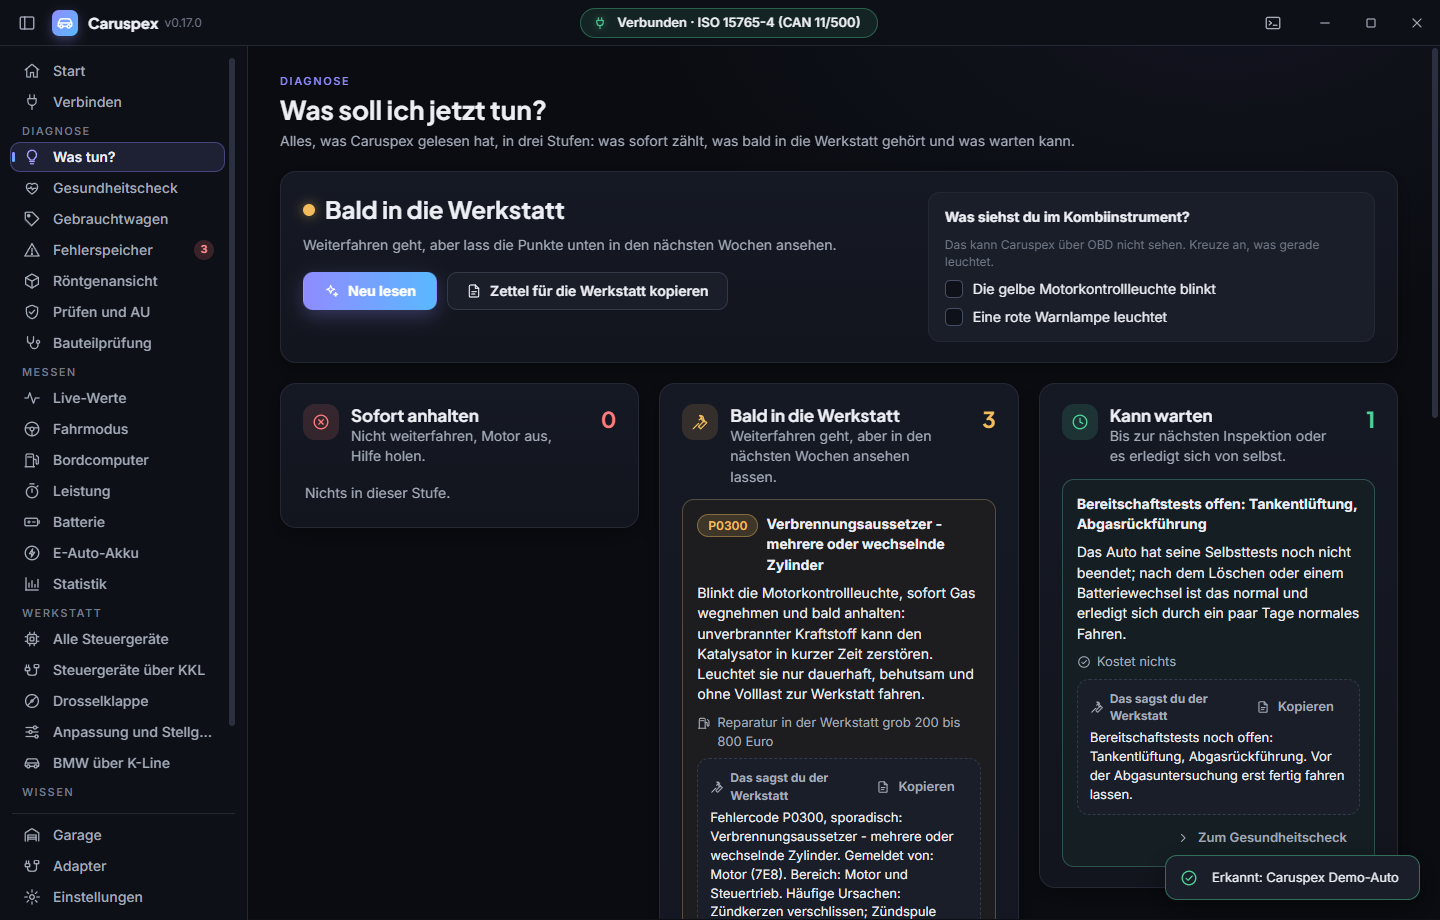 Caruspex v0.17.0
Verbunden · ISO 15765-4 (CAN 11/500)
Start
Verbinden
DIAGNOSE
Was tun?
Gesundheitscheck
Gebrauchtwagen
Fehlerspeicher 3
Röntgenansicht
Prüfen und AU
Bauteilprüfung
MESSEN
Live-Werte
Fahrmodus
Bordcomputer
Leistung
Batterie
E-Auto-Akku
Statistik
WERKSTATT
Alle Steuergeräte
Steuergeräte über KKL
Drosselklappe
Anpassung und Stellg...
BMW über K-Line
WISSEN
Garage
Adapter
Einstellungen
DIAGNOSE
Was soll ich jetzt tun?
Alles, was Caruspex gelesen hat, in drei Stufen: was sofort zählt, was bald in die Werkstatt gehört und was warten kann.
Bald in die Werkstatt
Weiterfahren geht, aber lass die Punkte unten in den nächsten Wochen ansehen.
Neu lesen
Zettel für die Werkstatt kopieren
Was siehst du im Kombiinstrument?
Das kann Caruspex über OBD nicht sehen. Kreuze an, was gerade
leuchtet.
Die gelbe Motorkontrollleuchte blinkt
Eine rote Warnlampe leuchtet
Sofort anhalten
0
Nicht weiterfahren, Motor aus,
Hilfe holen.
Nichts in dieser Stufe.
Bald in die Werkstatt
3
Weiterfahren geht, aber in den
nächsten Wochen ansehen
lassen.
P0300
Verbrennungsaussetzer -
mehrere oder wechselnde
Zylinder
Blinkt die Motorkontrollleuchte, sofort Gas
wegnehmen und bald anhalten:
unverbrannter Kraftstoff kann den
Katalysator in kurzer Zeit zerstören.
Leuchtet sie nur dauerhaft, behutsam und
ohne Volllast zur Werkstatt fahren.
Reparatur in der Werkstatt grob 200 bis
800 Euro
Das sagst du der
Werkstatt
Kopieren
Fehlercode P0300, sporadisch:
Verbrennungsaussetzer - mehrere oder
wechselnde Zylinder. Gemeldet von:
Motor (7E8). Bereich: Motor und
Steuertrieb. Häufige Ursachen:
Zündkerzen verschlissen; Zündspule
Kann warten
1
Bis zur nächsten Inspektion oder
es erledigt sich von selbst.
Bereitschaftstests offen: Tankentlüftung,
Abgasrückführung
Das Auto hat seine Selbsttests noch nicht
beendet; nach dem Löschen oder einem
Batteriewechsel ist das normal und
erledigt sich durch ein paar Tage normales
Fahren.
Kostet nichts
Das sagst du der
Werkstatt
Kopieren
Bereitschaftstests noch offen:
Tankentlüftung, Abgasrückführung. Vor
der Abgasuntersuchung erst fertig fahren
lassen.
Zum Gesundheitscheck
Erkannt: Caruspex Demo-Auto